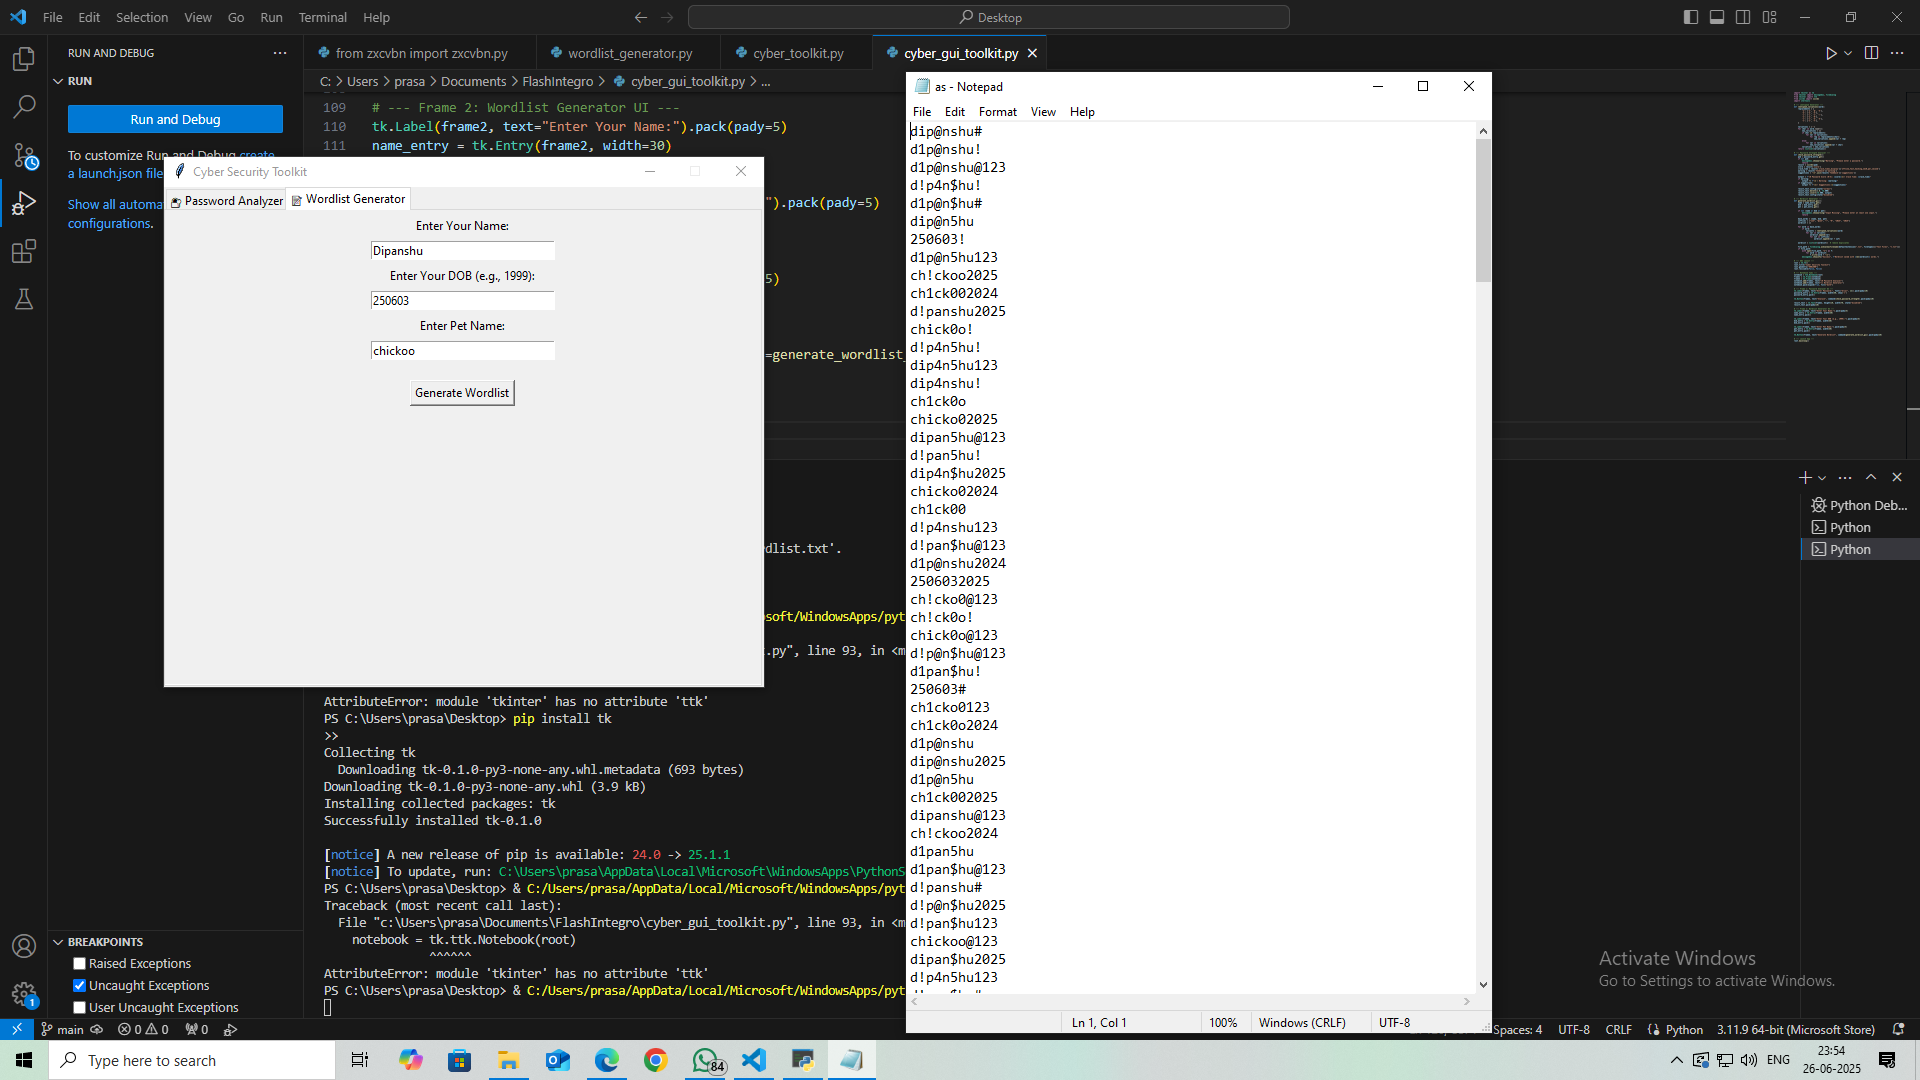 File Edit Selection View Go Run Terminal Help
Desktop
RUN AND DEBUG
RUN
Run and Debug
To customize Run and Debug create
a launch.json file
Show all automa
configurations.
from zxcvbn import zxcvbn.py
wordlist_generator.py
cyber_toolkit.py
cyber_gui_toolkit.py
C: > Users > prasa > Documents > FlashIntegro > cyber_gui_toolkit.py > ...
109 # --- Frame 2: Wordlist Generator UI ---
110 tk.Label(frame2, text="Enter Your Name:").pack(pady=5)
111 name_entry = tk.Entry(frame2, width=30)
").pack(pady=5)
5)
=generate_wordlist_
Cyber Security Toolkit
Password Analyzer
Wordlist Generator
Enter Your Name:
Dipanshu
Enter Your DOB (e.g., 1999):
250603
Enter Pet Name:
chickoo
Generate Wordlist
dlist.txt'.
osoft/WindowsApps/pyt
t.py", line 93, in <m
AttributeError: module 'tkinter' has no attribute 'ttk'
PS C:\Users\prasa\Desktop> pip install tk
>>
Collecting tk
Downloading tk-0.1.0-py3-none-any.whl.metadata (693 bytes)
Downloading tk-0.1.0-py3-none-any.whl (3.9 kB)
Installing collected packages: tk
Successfully installed tk-0.1.0
[notice] A new release of pip is available: 24.0 -> 25.1.1
[notice] To update, run: C:\Users\prasa\AppData\Local\Microsoft\WindowsApps\PythonS
PS C:\Users\prasa\Desktop> & C:/Users/prasa/AppData/Local/Microsoft/WindowsApps/pyt
Traceback (most recent call last):
File "c:\Users\prasa\Documents\FlashIntegro\cyber_gui_toolkit.py", line 93, in <m
notebook = tk.ttk.Notebook(root)
^^^^^^
AttributeError: module 'tkinter' has no attribute 'ttk'
PS C:\Users\prasa\Desktop> & C:/Users/prasa/AppData/Local/Microsoft/WindowsApps/pyt
as - Notepad
File Edit Format View Help
dip@nshu#
d1p@nshu!
d1p@nshu@123
d!p4n$hu!
d1p@n$hu#
dip@n5hu
250603!
d1p@n5hu123
ch!ckoo2025
ch1ck002024
d!panshu2025
chick0o!
d!p4n5hu!
dip4n5hu123
dip4nshu!
ch1ck0o
chicko02025
dipan5hu@123
d!pan5hu!
dip4n$hu2025
chicko02024
ch1ck00
d!p4nshu123
d!pan$hu@123
d1p@nshu2024
2506032025
ch!cko0@123
ch!ck0o!
chick0o@123
d!p@n$hu@123
d1pan$hu!
250603#
ch1cko0123
ch1ck0o2024
d1p@nshu
dip@nshu2025
d1p@n5hu
ch1ck002025
dipanshu@123
ch!ckoo2024
d1pan5hu
d1pan$hu@123
d!panshu#
d!p@n$hu2025
d!pan$hu123
chickoo@123
dipan$hu2025
d!p4n5hu123
Ln 1, Col 1
100%
Windows (CRLF)
UTF-8
Python Deb...
Python
Python
Activate Windows
Go to Settings to activate Windows.
BREAKPOINTS
Raised Exceptions
Uncaught Exceptions
User Uncaught Exceptions
1
main
0 0
0
Spaces: 4
UTF-8
CRLF
Python
3.11.9 64-bit (Microsoft Store)
Type here to search
84
ENG
23:54
26-06-2025